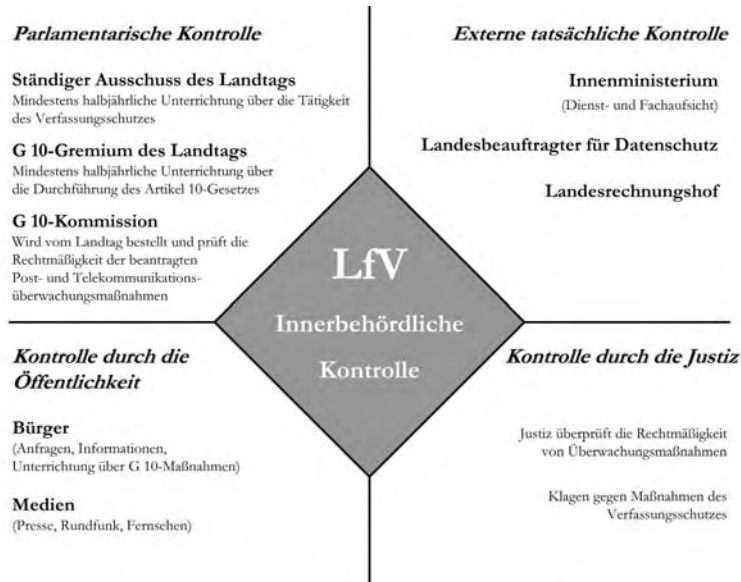 Parlamentarische Kontrolle
Ständiger Ausschuss des Landtags
Mindestens halbjährliche Unterrichtung über die Tätigkeit
des Verfassungsschutzes
G 10-Gremium des Landtags
Mindestens halbjährliche Unterrichtung über
die Durchführung des Artikel 10-Gesetzes
G 10-Kommission
Wird vom Landtag bestellt und prüft die
Rechtmäßigkeit der beantragten
Post- und Telekommunikations-
überwachungsmaßnahmen
Externe tatsächliche Kontrolle
Innenministerium
(Dienst- und Fachaufsicht)
Landesbeauftragter für Datenschutz
Landesrechnungshof
LfV
Innerbehördliche
Kontrolle
Kontrolle durch die
Öffentlichkeit
Bürger
(Anfragen, Informationen,
Unterrichtung über G 10-Maßnahmen)
Medien
(Presse, Rundfunk, Fernsehen)
Kontrolle durch die Justiz
Justiz überprüft die Rechtmäßigkeit
von Überwachungsmaßnahmen
Klagen gegen Maßnahmen des
Verfassungsschutzes